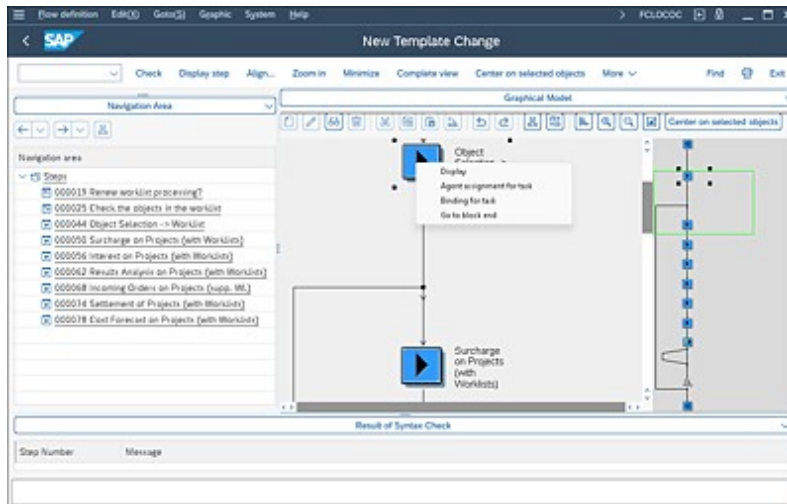 Flow definition Edit(X) Goto(S) Graphic System Help FCLDCOC
SAP New Template Change
Check Display step Align... Zoom in Minimize Complete view Center on selected objects More Find Exit
Navigation Area
Graphical Model
Center on selected objects
Navigation area
Steps
000019 Renew worklist processing?
000025 Check the objects in the worklist
000044 Object Selection -> Worklist
000050 Surcharge on Projects (with Worklists)
000056 Interest on Projects (with Worklists)
000062 Results Analysis on Projects (with Worklists)
000068 Incoming Orders on Projects (supp. WL)
000074 Settlement of Projects (with Worklists)
000078 Cost Forecast on Projects (with Worklists)
Object
Selection ->
Display
Agent assignment for task
Binding for task
Go to block end
Surcharge
on Projects
(with
Worklists)
Result of Syntax Check
Step Number Message